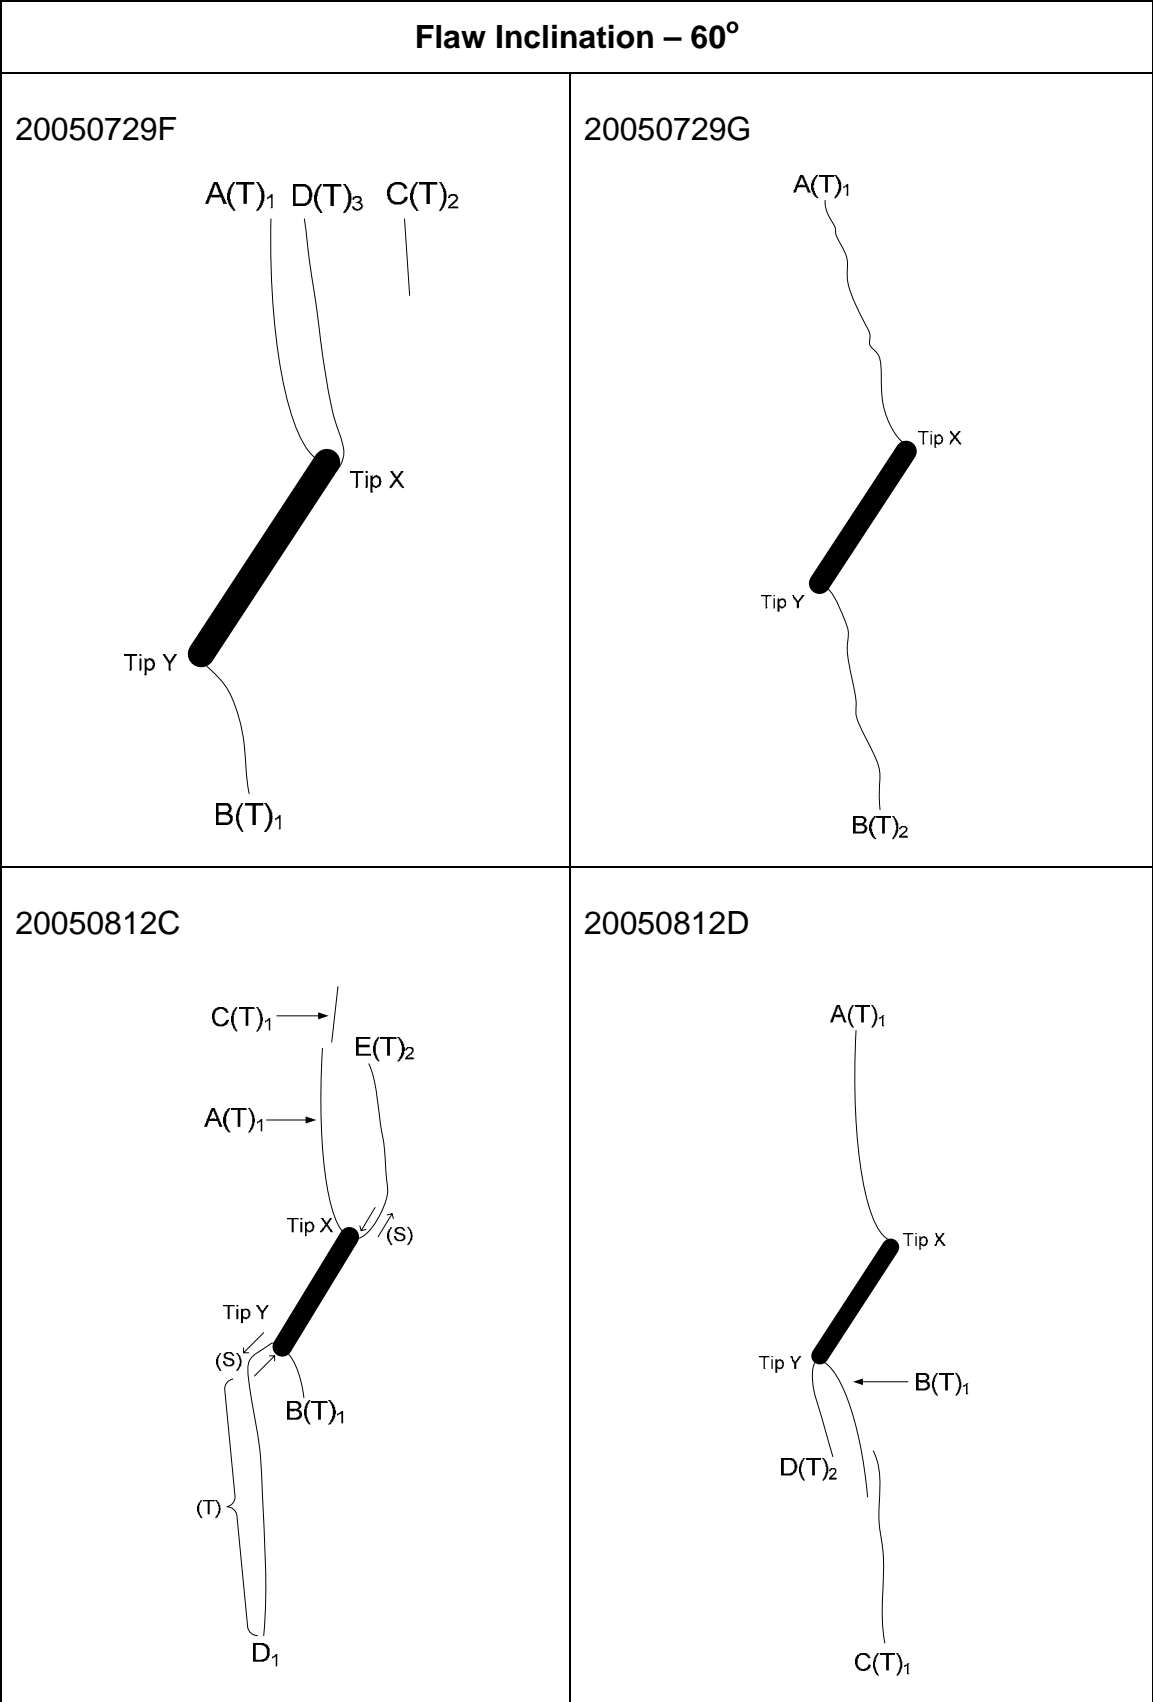 Flaw Inclination – 60°
20050729F
A(T)₁ D(T)₃ C(T)₂
Tip X
Tip Y
B(T)₁
20050729G
A(T)₁
Tip X
Tip Y
B(T)₂
20050812C
C(T)₁
E(T)₂
A(T)₁
Tip X
(S)
Tip Y
(S)
B(T)₁
(T)
D₁
20050812D
A(T)₁
Tip X
Tip Y
B(T)₁
D(T)₂
C(T)₁